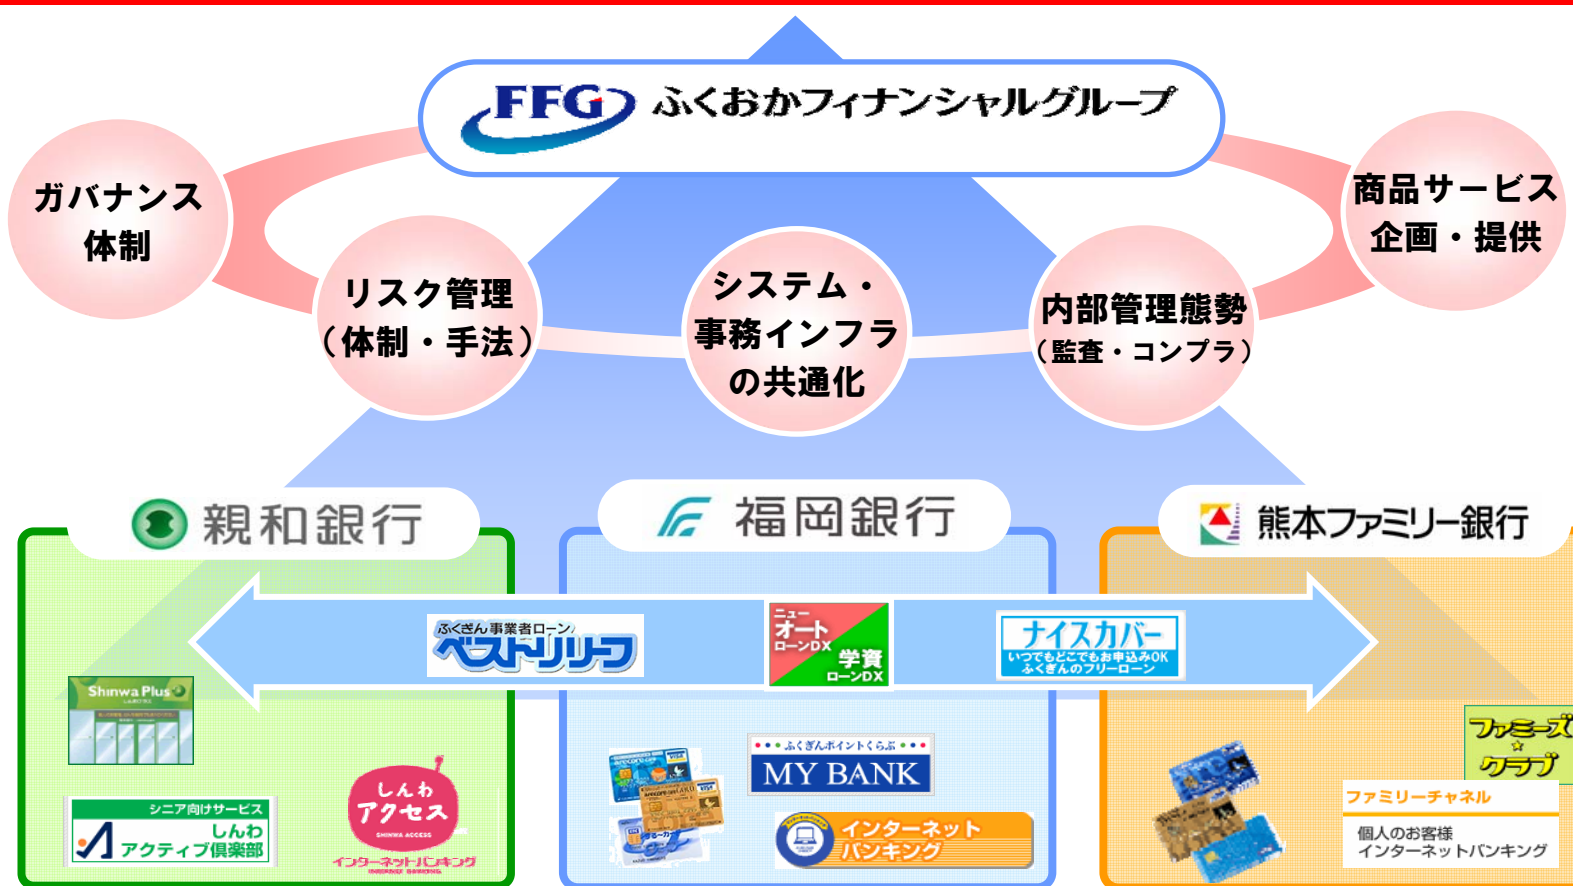 FFG ふくおかフィナンシャルグループ
ガバナンス
体制
リスク管理
（体制・手法）
システム・
事務インフラ
の共通化
内部管理態勢
（監査・コンプラ）
商品サービス
企画・提供
親和銀行
福岡銀行
熊本ファミリー銀行
ふくぎん事業者ローン
ベストリリーフ
ニュー
オート
ローンDX
学資
ローンDX
ナイスカバー
いつでもどこでもお申込みOK
ふくぎんのフリーローン
Shinwa Plus
しんわプラス
シニア向けサービス
しんわ
アクティブ倶楽部
しんわ
アクセス
SHINWA ACCESS
インターネットバンキング
INTERNET BANKING
ふくぎんポイントくらぶ
MY BANK
インターネット
バンキング
ファミーズ
☆
クラブ
ファミリーチャネル
個人のお客様
インターネットバンキング